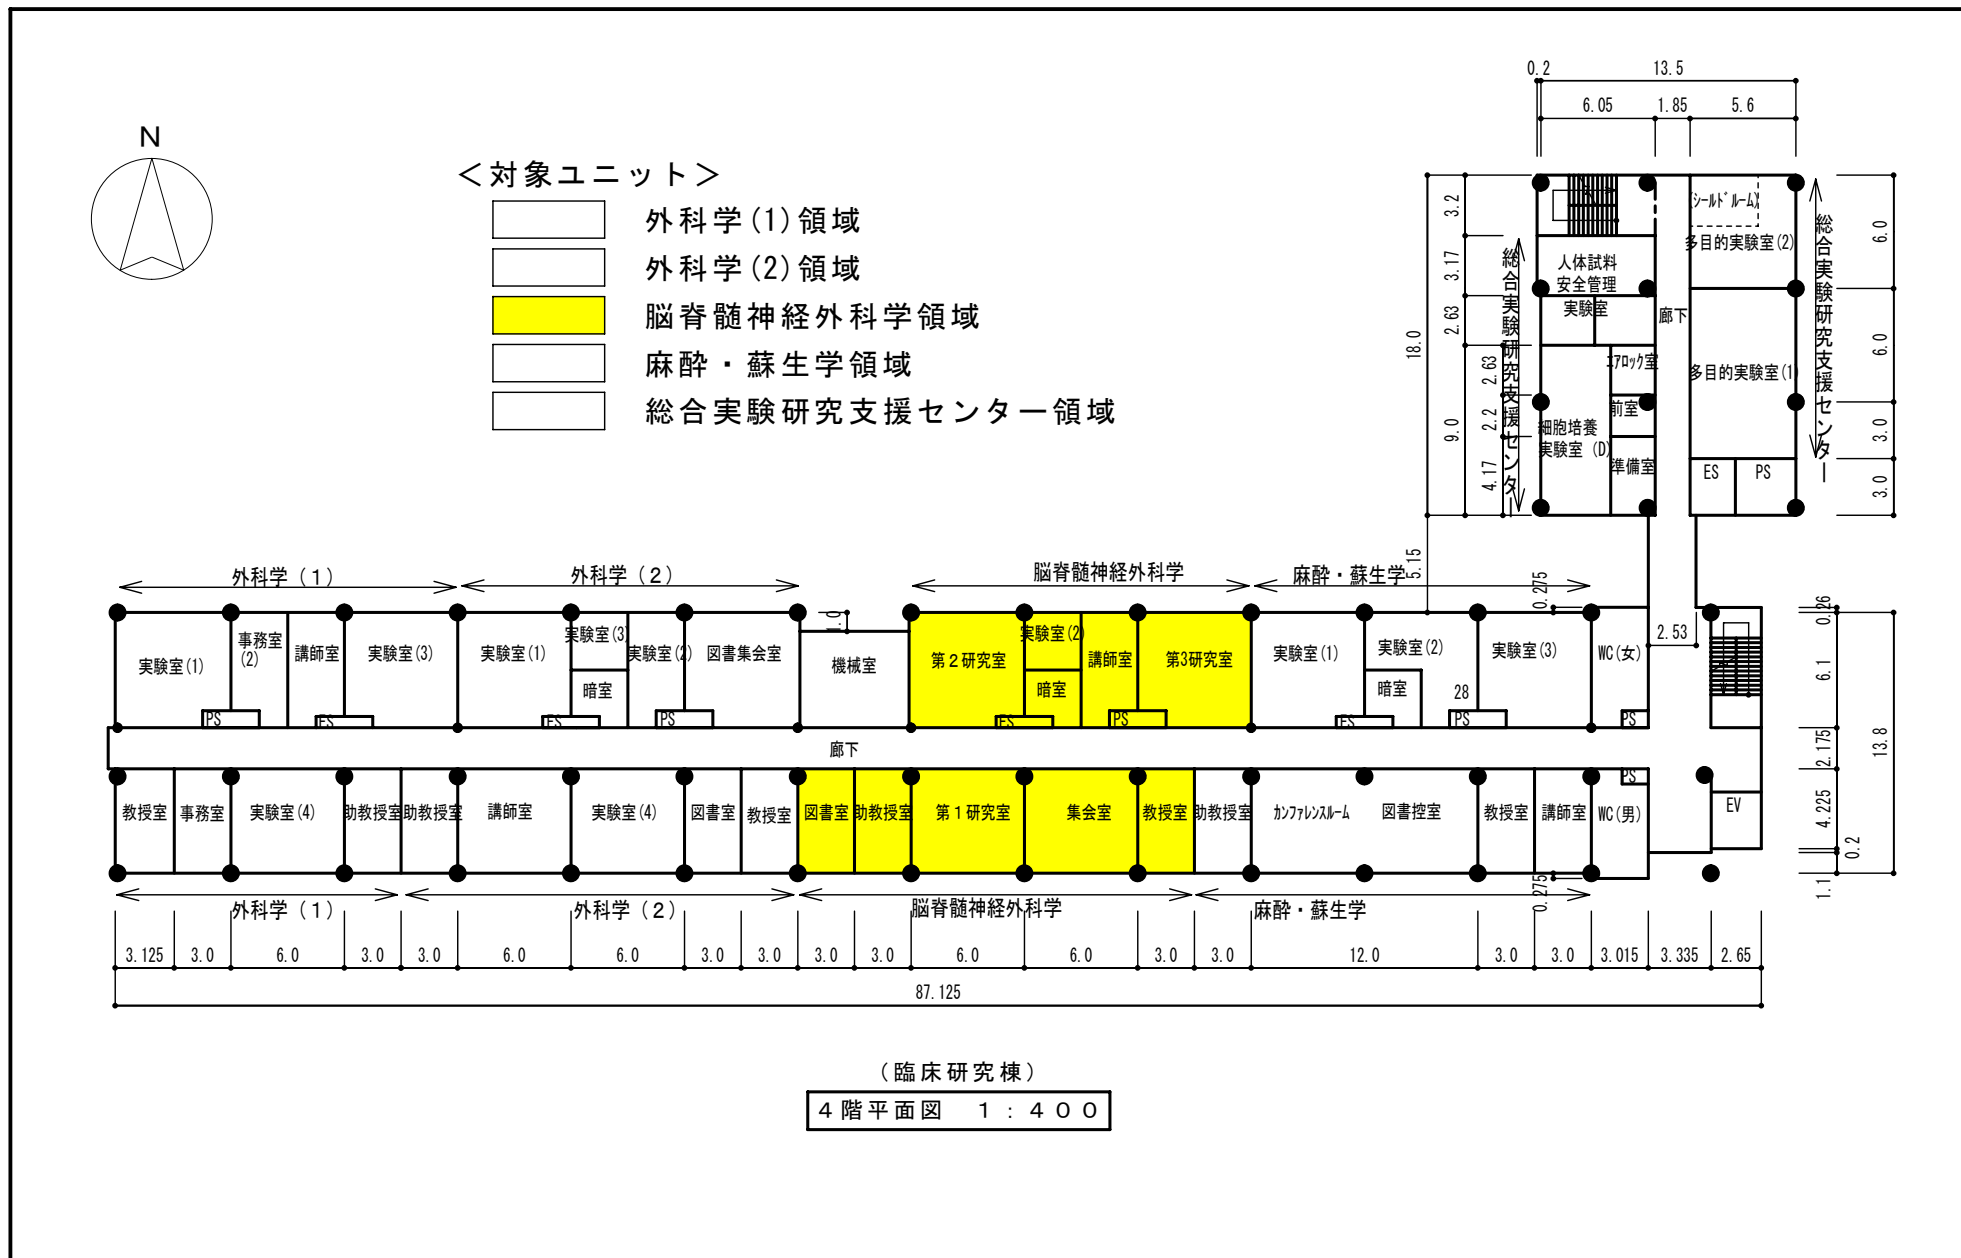 0.2
13.5
6.05
1.85
5.6
N
＜対象ユニット＞
外科学(1)領域
外科学(2)領域
脳脊髄神経外科学領域
麻酔・蘇生学領域
総合実験研究支援センター領域
3.2
3.17
2.63
18.0
2.63
2.2
9.0
4.17
5.15
総合実験研究支援センター
人体試料
安全管理
実験室
廊下
(シールドルーム)
多目的実験室(2)
多目的実験室(1)
エアロック室
前室
細胞培養
実験室(D)
準備室
ES
PS
総合実験研究支援センター
6.0
6.0
3.0
3.0
外科学（1）
外科学（2）
脳脊髄神経外科学
麻酔・蘇生学
1.0
0.275
2.53
0.26
6.1
2.175
13.8
4.225
0.2
1.1
実験室(1)
事務室
(2)
講師室
実験室(3)
実験室(1)
実験室(3)
暗室
実験室(2)
図書集会室
機械室
第2研究室
実験室(2)
暗室
講師室
第3研究室
実験室(1)
実験室(2)
暗室
28
実験室(3)
WC(女)
PS
ES
ES
PS
ES
PS
ES
PS
PS
廊下
PS
教授室
事務室
実験室(4)
助教授室
助教授室
講師室
実験室(4)
図書室
教授室
図書室
助教授室
第1研究室
集会室
教授室
助教授室
カンファレンスルーム
図書控室
教授室
講師室
WC(男)
EV
0.275
外科学（1）
外科学（2）
脳脊髄神経外科学
麻酔・蘇生学
3.125
3.0
6.0
3.0
3.0
6.0
6.0
3.0
3.0
3.0
3.0
6.0
6.0
3.0
3.0
12.0
3.0
3.0
3.015
3.335
2.65
87.125
(臨床研究棟)
4階平面図　1：400